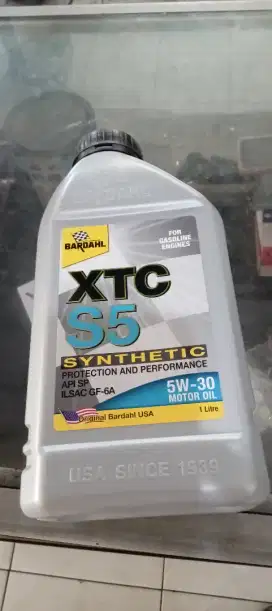 BARDAHL
FOR
GASOLINE
ENGINES
XTC
S5
SYNTHETIC
PROTECTION AND PERFORMANCE
API SP
ILSAC GF-6A
5W-30
MOTOR OIL
Original Bardahl USA
1 Litre
USA SINCE 1939